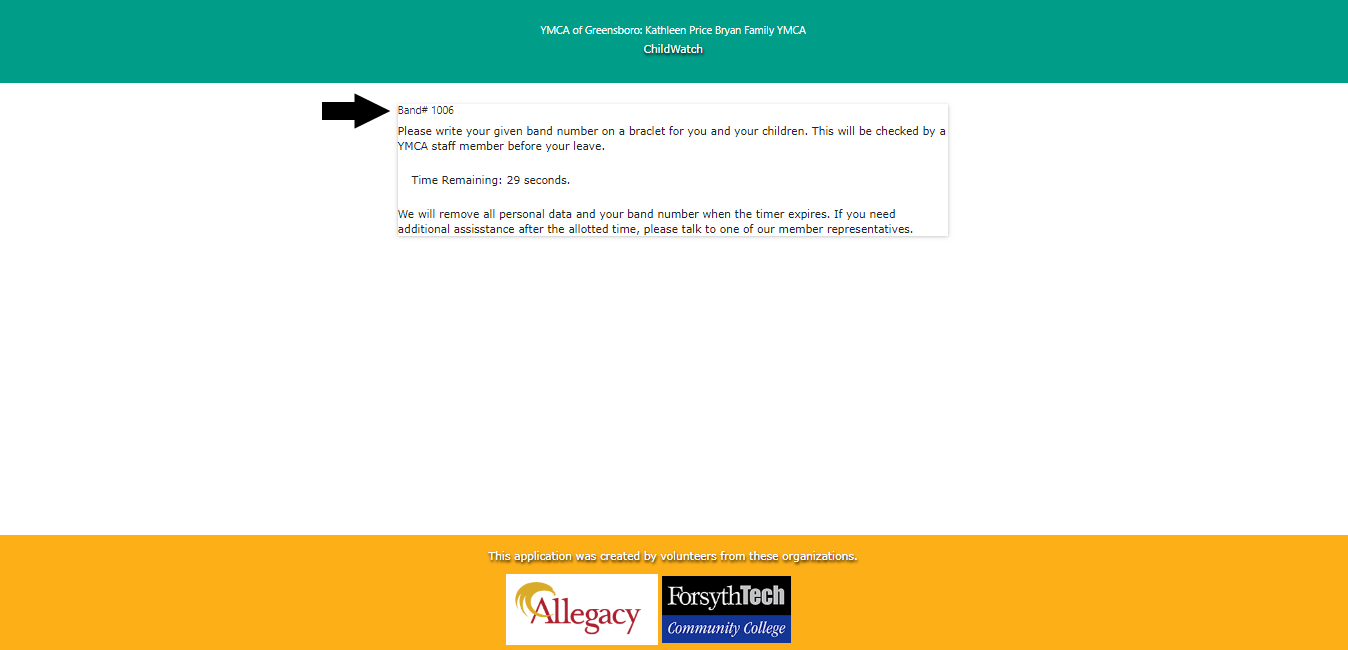 YMCA of Greensboro: Kathleen Price Bryan Family YMCA
ChildWatch
Band# 1006
Please write your given band number on a braclet for you and your children. This will be checked by a
YMCA staff member before your leave.
Time Remaining: 29 seconds.
We will remove all personal data and your band number when the timer expires. If you need
additional assisstance after the allotted time, please talk to one of our member representatives.
This application was created by volunteers from these organizations.
Allegacy
ForsythTech
Community College